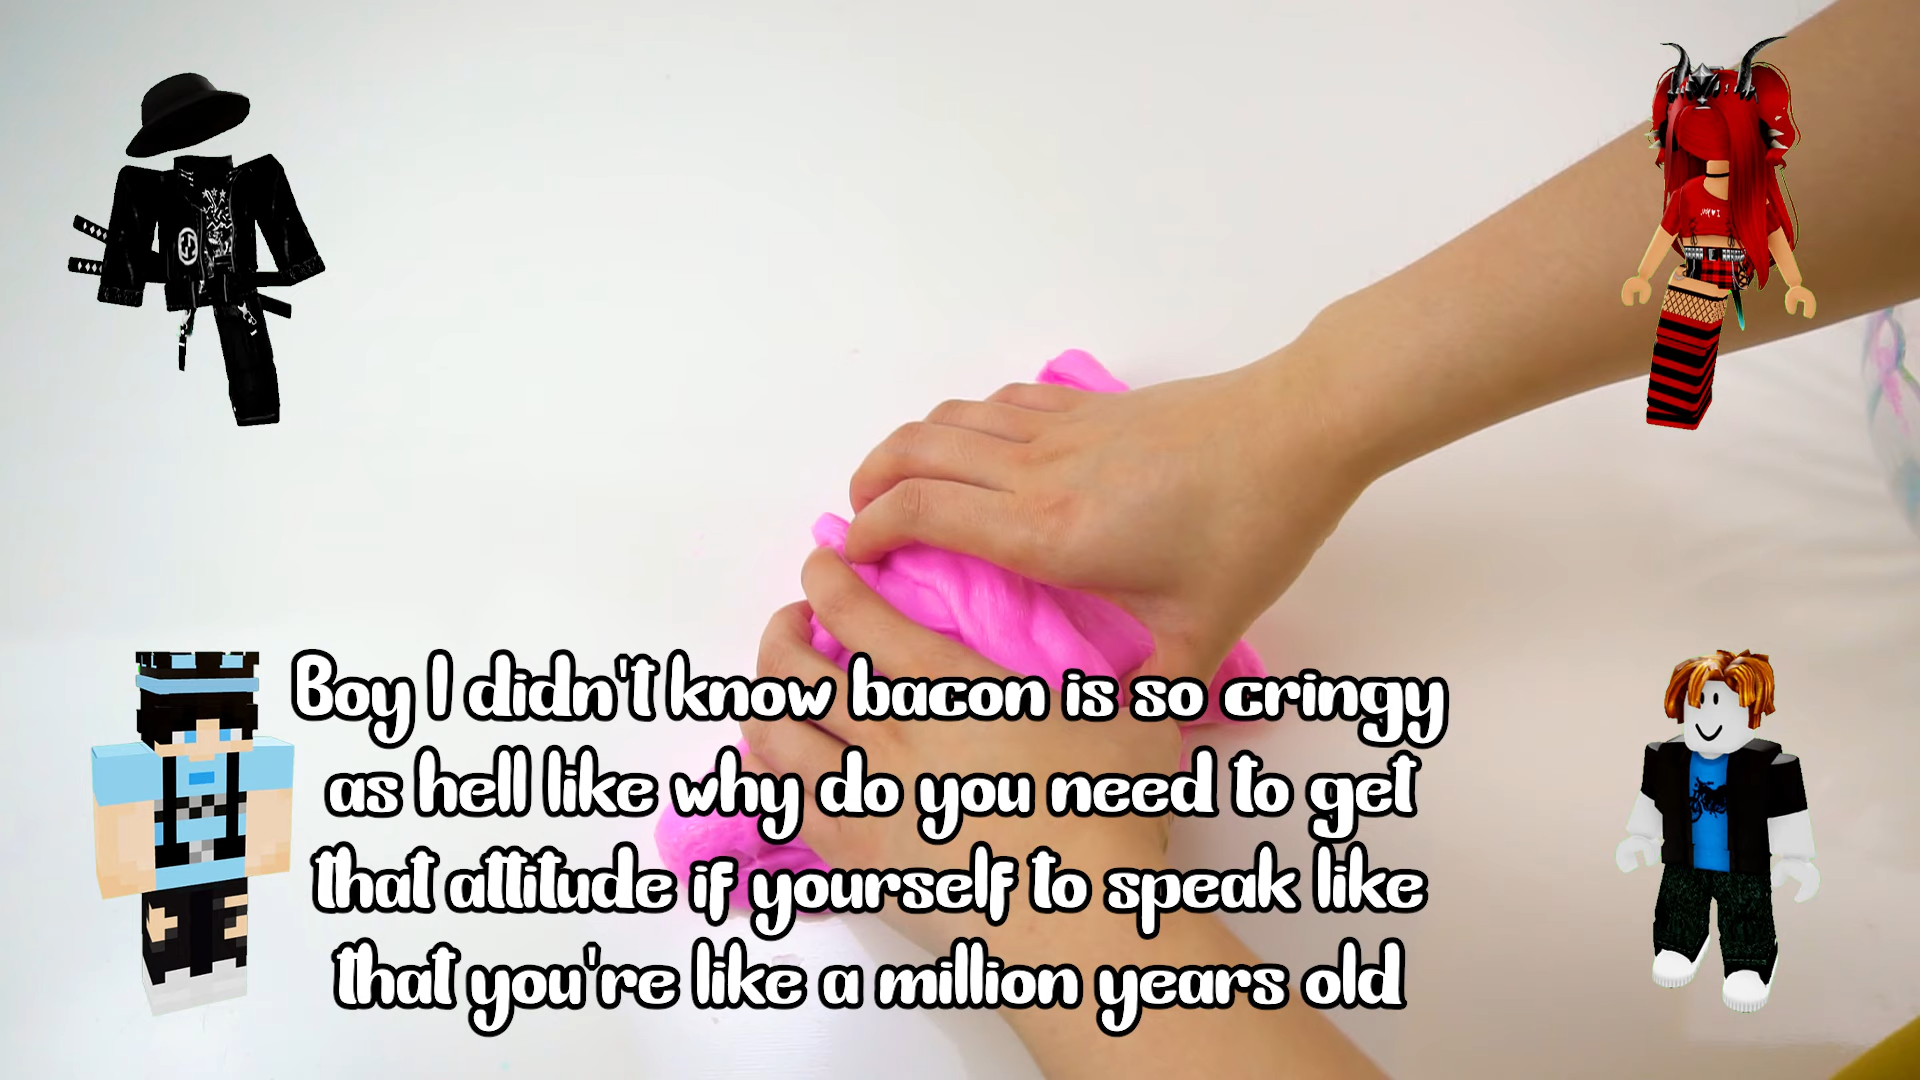 Boy I didn't know bacon is so cringy
as hell like why do you need to get
that attitude if yourself to speak like
that you're like a million years old